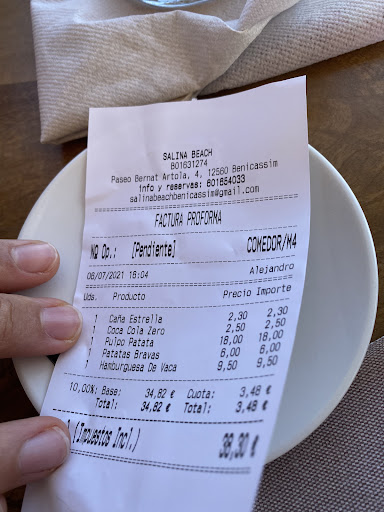 SALINA BEACH
B01631274
Paseo Bernat Artola, 4, 12560 Benicassim
info y reservas: 601664033
salinabeachbenicassim@gmail.com
FACTURA PROFORMA
Nº Op.: [Pendiente] COMEDOR/M4
06/07/2021 18:04 Alejandro
Uds. Producto Precio Importe
1 Caña Estrella 2,30 2,30
1 Coca Cola Zero 2,50 2,50
1 Pulpo Patata 18,00 18,00
1 Patatas Bravas 6,00 6,00
1 Hamburguesa De Vaca 9,50 9,50
10,00%: Base: 34,82 € Cuota: 3,48 €
Total: 34,82 € Total: 3,48 €
(Impuestos Incl.) 38,30 €